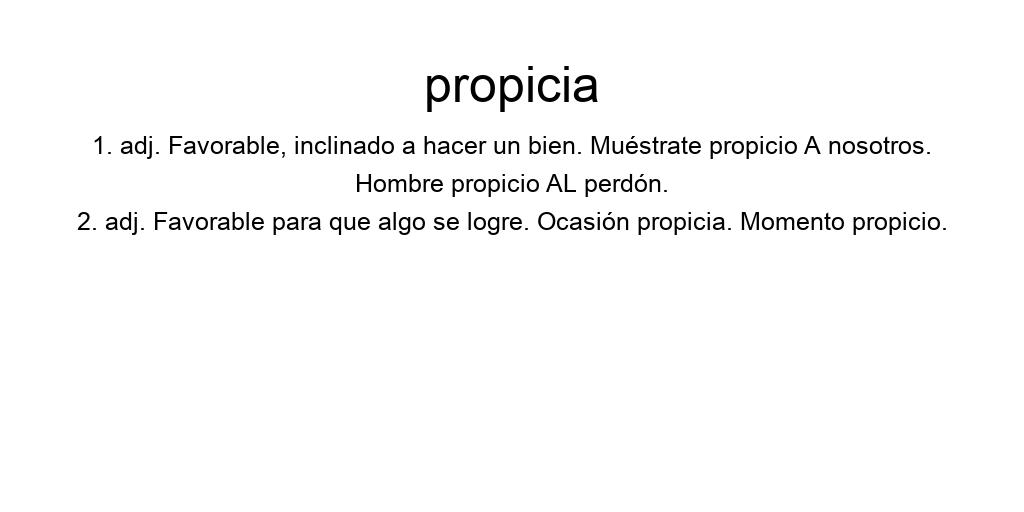 propicia
1. adj. Favorable, inclinado a hacer un bien. Muéstrate propicio A nosotros.
Hombre propicio AL perdón.
2. adj. Favorable para que algo se logre. Ocasión propicia. Momento propicio.